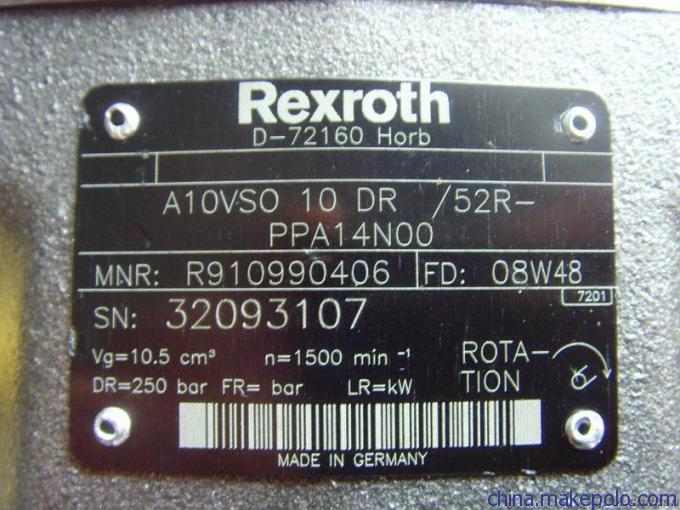 Rexroth
D-72160 Horb
A10VSO 10 DR /52R-
PPA14N00
MNR: R910990406 FD: 08W48
7201
SN: 32093107
Vg=10.5 cm³ n=1500 min⁻¹ ROTA-
DR=250 bar FR= bar LR=kW TION
MADE IN GERMANY
china.makepolo.com